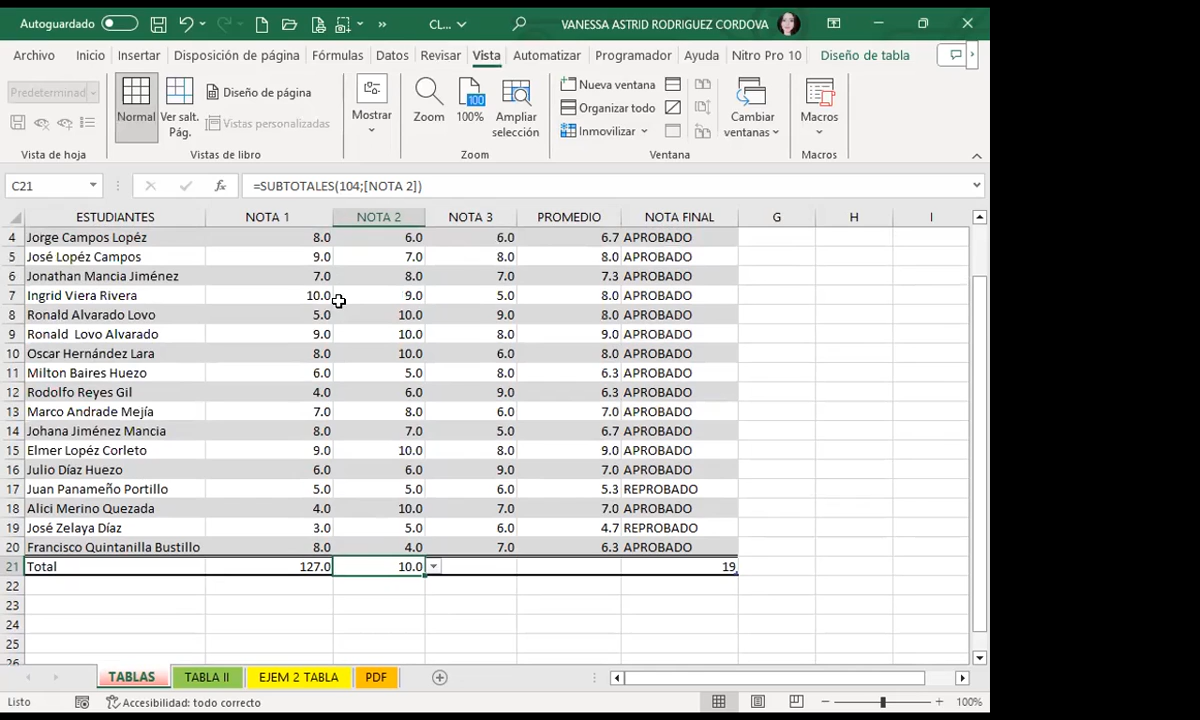 Autoguardado
CL...
VANESSA ASTRID RODRIGUEZ CORDOVA
Archivo Inicio Insertar Disposición de página Fórmulas Datos Revisar Vista Automatizar Programador Ayuda Nitro Pro 10 Diseño de tabla
Predeterminad
Normal
Ver salt. Pág.
Diseño de página
Vistas personalizadas
Mostrar
Zoom
100
100%
Ampliar selección
Nueva ventana
Organizar todo
Inmovilizar
Cambiar ventanas
Macros
Vista de hoja Vistas de libro Zoom Ventana Macros
C21 fx =SUBTOTALES(104;[NOTA 2])
ESTUDIANTES NOTA 1 NOTA 2 NOTA 3 PROMEDIO NOTA FINAL G H I
4 Jorge Campos Lopéz 8.0 6.0 6.0 6.7 APROBADO
5 José Lopéz Campos 9.0 7.0 8.0 8.0 APROBADO
6 Jonathan Mancia Jiménez 7.0 8.0 7.0 7.3 APROBADO
7 Ingrid Viera Rivera 10.0 9.0 5.0 8.0 APROBADO
8 Ronald Alvarado Lovo 5.0 10.0 9.0 8.0 APROBADO
9 Ronald Lovo Alvarado 9.0 10.0 8.0 9.0 APROBADO
10 Oscar Hernández Lara 8.0 10.0 6.0 8.0 APROBADO
11 Milton Baires Huezo 6.0 5.0 8.0 6.3 APROBADO
12 Rodolfo Reyes Gil 4.0 6.0 9.0 6.3 APROBADO
13 Marco Andrade Mejía 7.0 8.0 6.0 7.0 APROBADO
14 Johana Jiménez Mancia 8.0 7.0 5.0 6.7 APROBADO
15 Elmer Lopéz Corleto 9.0 10.0 8.0 9.0 APROBADO
16 Julio Díaz Huezo 6.0 6.0 9.0 7.0 APROBADO
17 Juan Panameño Portillo 5.0 5.0 6.0 5.3 REPROBADO
18 Alici Merino Quezada 4.0 10.0 7.0 7.0 APROBADO
19 José Zelaya Díaz 3.0 5.0 6.0 4.7 REPROBADO
20 Francisco Quintanilla Bustillo 8.0 4.0 7.0 6.3 APROBADO
21 Total 127.0 10.0 19
22
23
24
25
26
TABLAS TABLA II EJEM 2 TABLA PDF
Listo Accesibilidad: todo correcto 100%